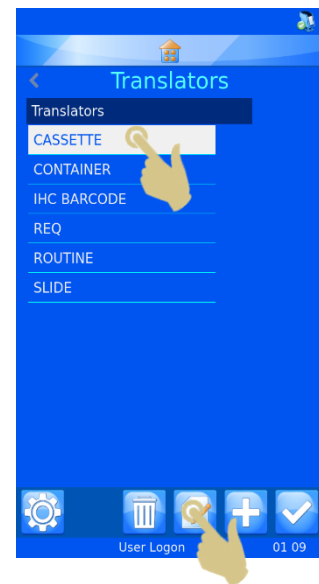 Translators
Translators
CASSETTE
CONTAINER
IHC BARCODE
REQ
ROUTINE
SLIDE
User Logon
01 09